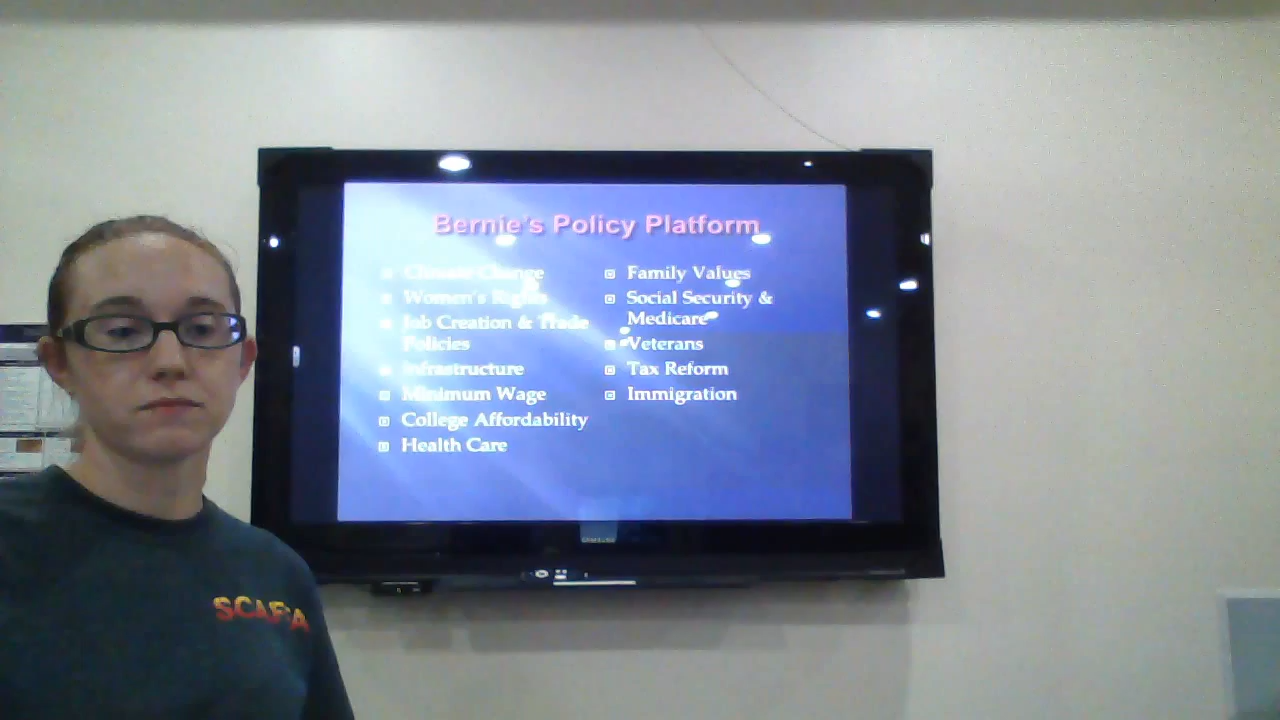 Bernie's Policy Platform
Climate Change
Women's Rights
Job Creation & Trade
Policies
Infrastructure
Minimum Wage
College Affordability
Health Care
Family Values
Social Security &
Medicare
Veterans
Tax Reform
Immigration